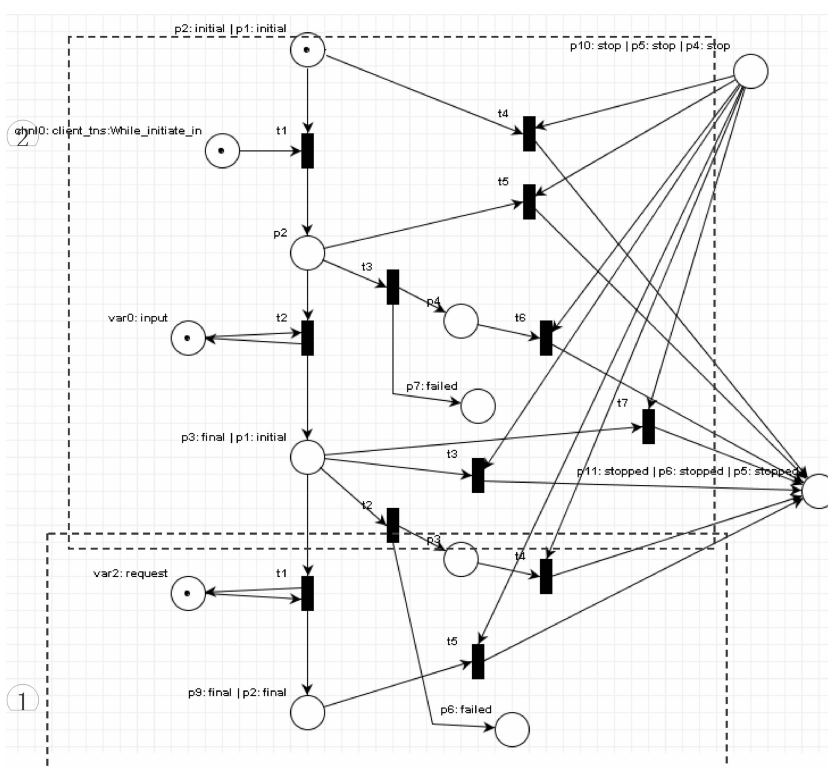 p2: initial | p1: initial
p10: stop | p5: stop | p4: stop
t4
②
chnl0: client_tns:While_initiate_in
t1
t5
p2
t3
p4
var0: input
t2
t6
p7: failed
t7
p3: final | p1: initial
t3
p11: stopped | p6: stopped | p5: stopped
t2
p3
t4
var2: request
t1
t5
p9: final | p2: final
①
p6: failed